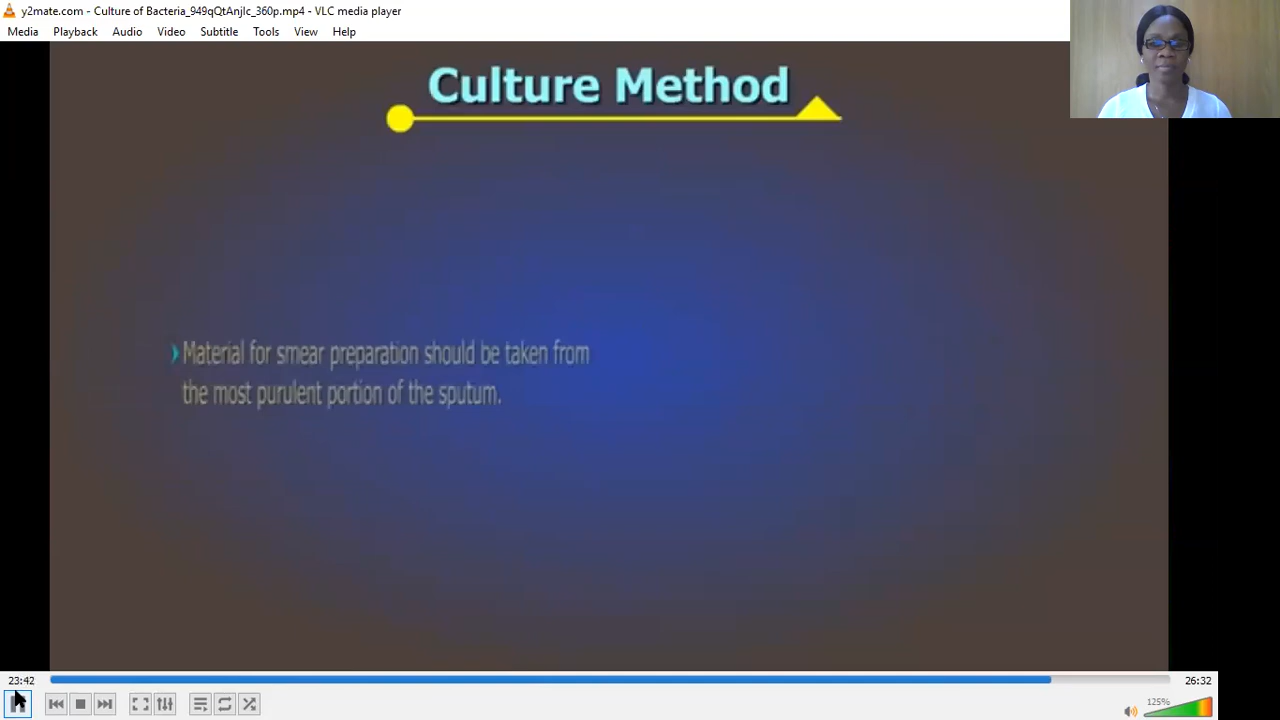 y2mate.com - Culture of Bacteria_949qQtAnjIc_360p.mp4 - VLC media player
Media Playback Audio Video Subtitle Tools View Help
Culture Method
Material for smear preparation should be taken from
the most purulent portion of the sputum.
23:42
26:32
125%